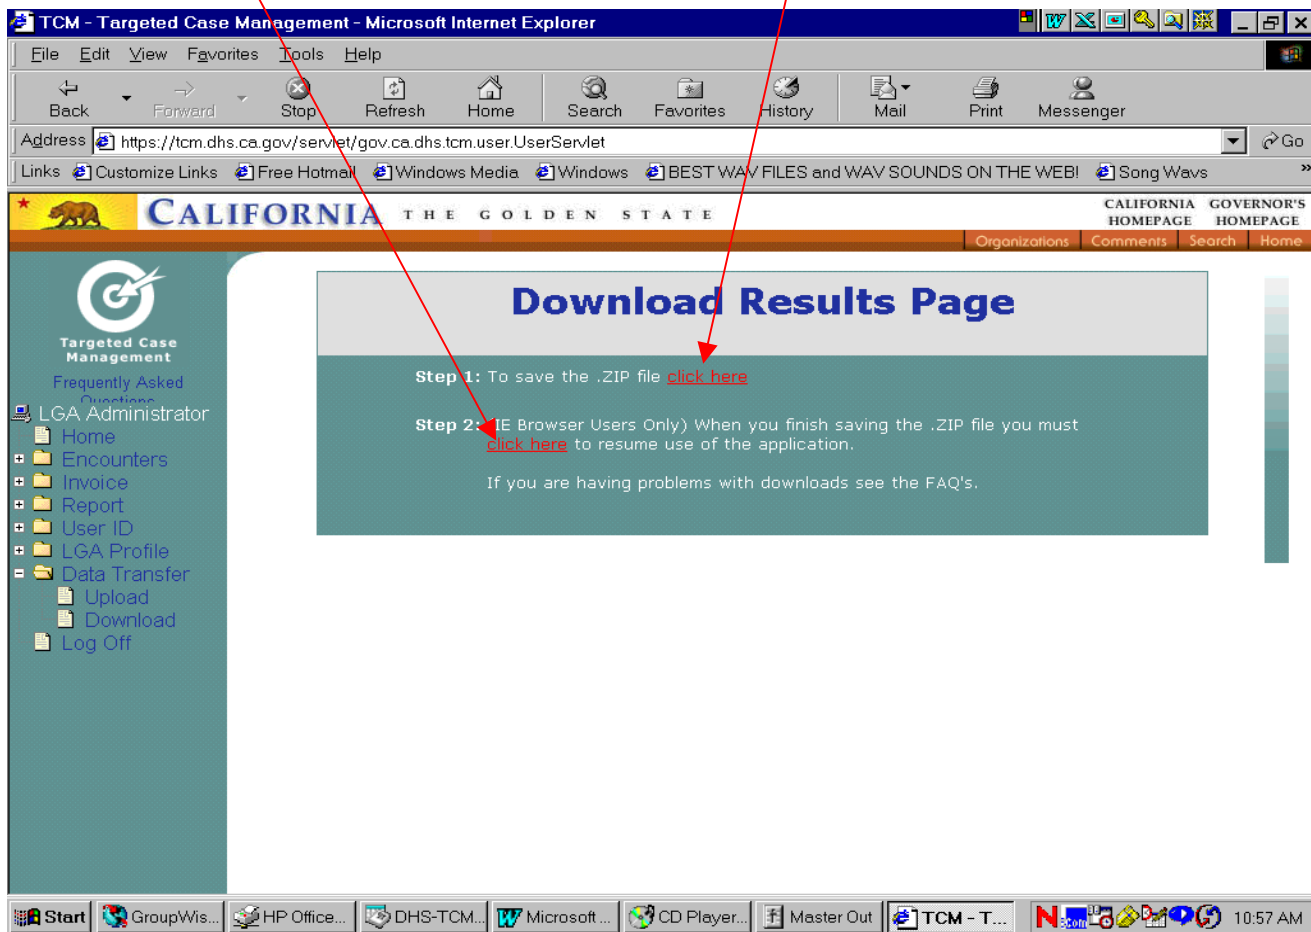 TCM - Targeted Case Management - Microsoft Internet Explorer
File Edit View Favorites Tools Help
Back Forward Stop Refresh Home Search Favorites History Mail Print Messenger
Address https://tcm.dhs.ca.gov/servlet/gov.ca.dhs.tcm.user.UserServlet Go
Links Customize Links Free Hotmail Windows Media Windows BEST WAV FILES and WAV SOUNDS ON THE WEB! Song Wavs »
CALIFORNIA THE GOLDEN STATE
CALIFORNIA HOMEPAGE GOVERNOR'S HOMEPAGE
Organizations Comments Search Home
Targeted Case
Management
Frequently Asked
Questions
LGA Administrator
Home
Encounters
Invoice
Report
User ID
LGA Profile
Data Transfer
Upload
Download
Log Off
Download Results Page
Step 1: To save the .ZIP file click here
Step 2: (IE Browser Users Only) When you finish saving the .ZIP file you must
click here to resume use of the application.
If you are having problems with downloads see the FAQ's.
Start GroupWis... HP Office... DHS-TCM... Microsoft ... CD Player... Master Out TCM - T... 10:57 AM